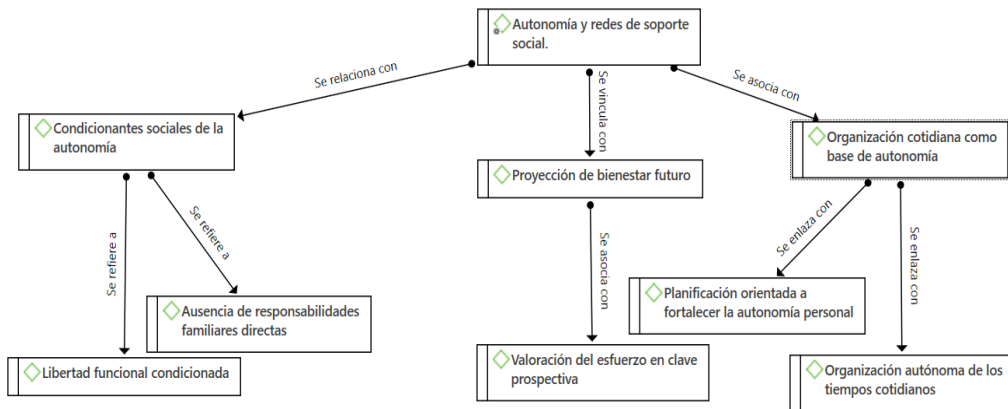 Autonomía y redes de soporte
social.
Se relaciona con
Se vincula con
Se asocia con
Condicionantes sociales de la
autonomía
Proyección de bienestar futuro
Organización cotidiana como
base de autonomía
Se refiere a
Se refiere a
Se asocia con
Se enlaza con
Se enlaza con
Ausencia de responsabilidades
familiares directas
Planificación orientada a
fortalecer la autonomía personal
Libertad funcional condicionada
Valoración del esfuerzo en clave
prospectiva
Organización autónoma de los
tiempos cotidianos